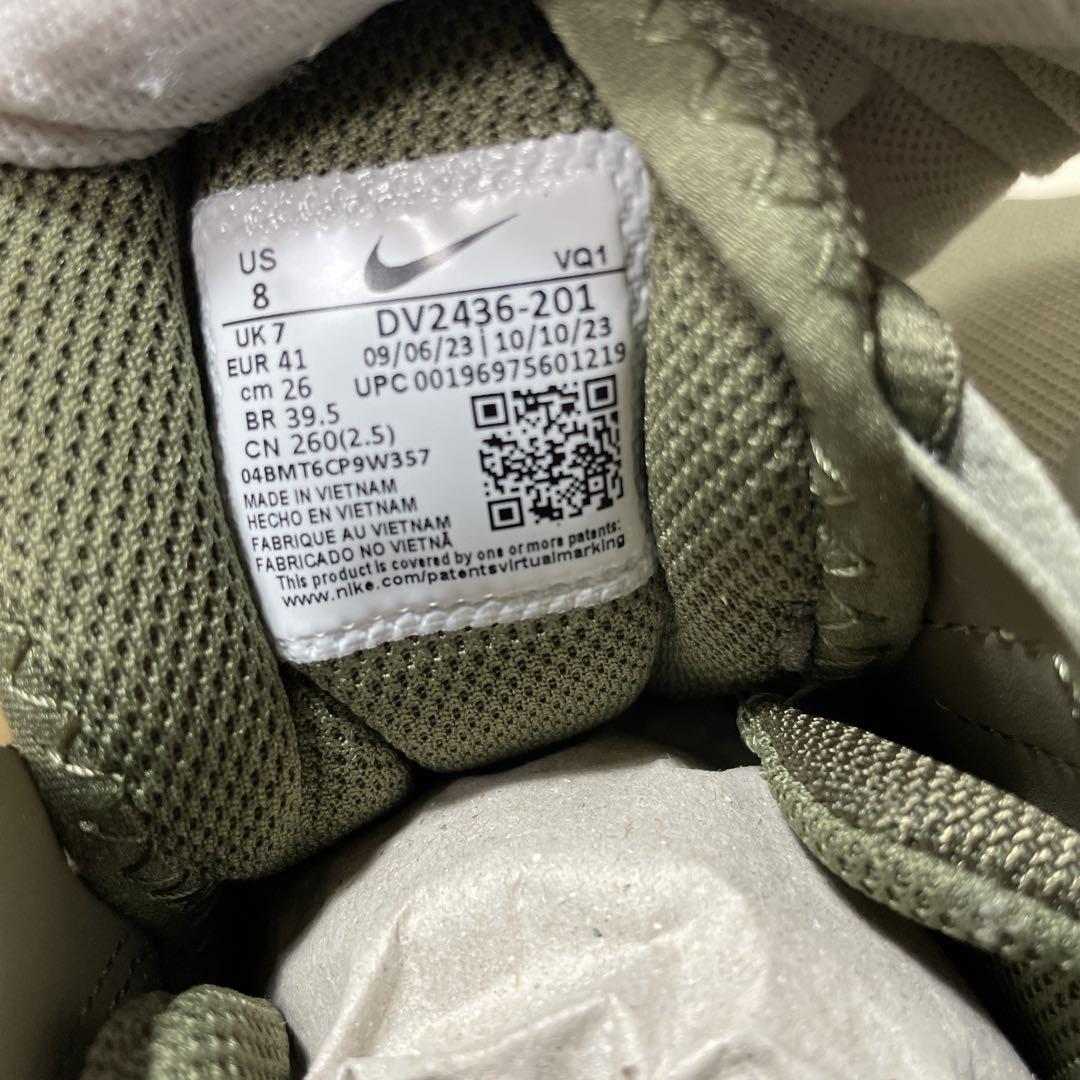 US
8
VQ1
UK 7
DV2436-201
EUR 41
09/06/23 | 10/10/23
cm 26
UPC 00196975601219
BR 39.5
CN 260(2.5)
04BMT6CP9W357
MADE IN VIETNAM
HECHO EN VIETNAM
FABRIQUE AU VIETNAM
FABRICADO NO VIETNÃ
This product is covered by one or more patents:
www.nike.com/patentsvirtualmarking